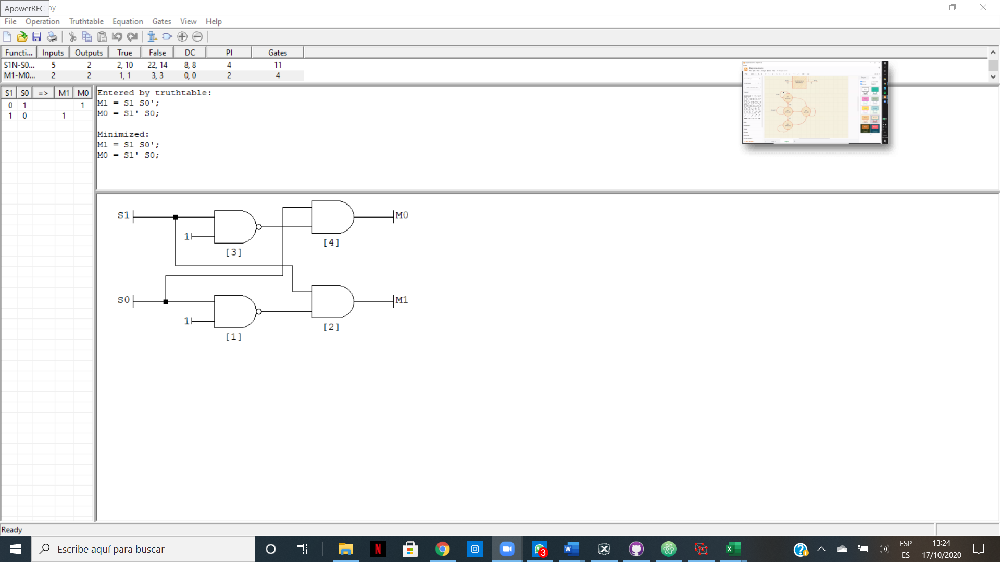 ApowerREC ay
File Operation Truthtable Equation Gates View Help
Functi... Inputs Outputs True False DC PI Gates
S1N-S0... 5 2 2, 10 22, 14 8, 8 4 11
M1-M0... 2 2 1, 1 3, 3 0, 0 2 4
S1 S0 => M1 M0
0 1 1
1 0 1
Entered by truthtable:
M1 = S1 S0';
M0 = S1' S0;
Minimized:
M1 = S1 S0';
M0 = S1' S0;
S1
1
[3]
[4]
M0
S0
1
[1]
[2]
M1
Ready
Escribe aquí para buscar
3
ESP
ES
13:24
17/10/2020